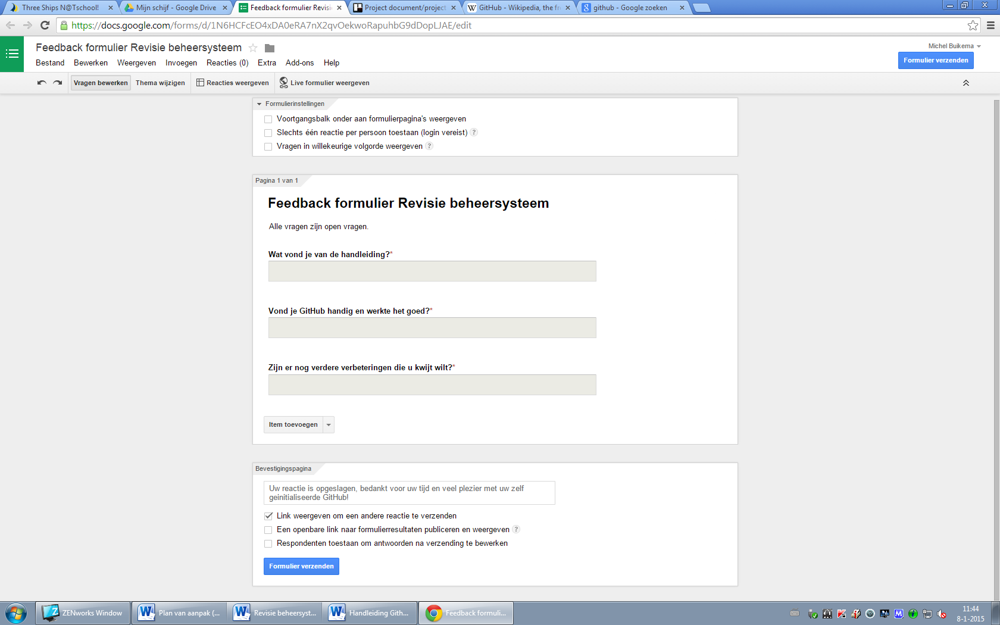 Three Ships N@Tschool!
Mijn schijf - Google Drive
Feedback formulier Revisi
Project document/project
GitHub - Wikipedia, the fr
github - Google zoeken
https://docs.google.com/forms/d/1N6HCFcEO4xDA0eRA7nX2qvOekwoRapuhbG9dDopLJAE/edit
Feedback formulier Revisie beheersysteem
Michel Buikema
Bestand Bewerken Weergeven Invoegen Reacties (0) Extra Add-ons Help
Formulier verzenden
Vragen bewerken Thema wijzigen Reacties weergeven Live formulier weergeven
Formulierinstellingen
Voortgangsbalk onder aan formulierpagina's weergeven
Slechts één reactie per persoon toestaan (login vereist) ?
Vragen in willekeurige volgorde weergeven ?
Pagina 1 van 1
Feedback formulier Revisie beheersysteem
Alle vragen zijn open vragen.
Wat vond je van de handleiding?*
Vond je GitHub handig en werkte het goed?*
Zijn er nog verdere verbeteringen die u kwijt wilt?*
Item toevoegen
Bevestigingspagina
Uw reactie is opgeslagen, bedankt voor uw tijd en veel plezier met uw zelf
geinitialiseerde GitHub!
Link weergeven om een andere reactie te verzenden
Een openbare link naar formulierresultaten publiceren en weergeven ?
Respondenten toestaan om antwoorden na verzending te bewerken
Formulier verzenden
ZENworks Window
Plan van aanpak (...
Revisie beheersyst...
Handleiding Gith...
Feedback formuli...
11:44
8-1-2015